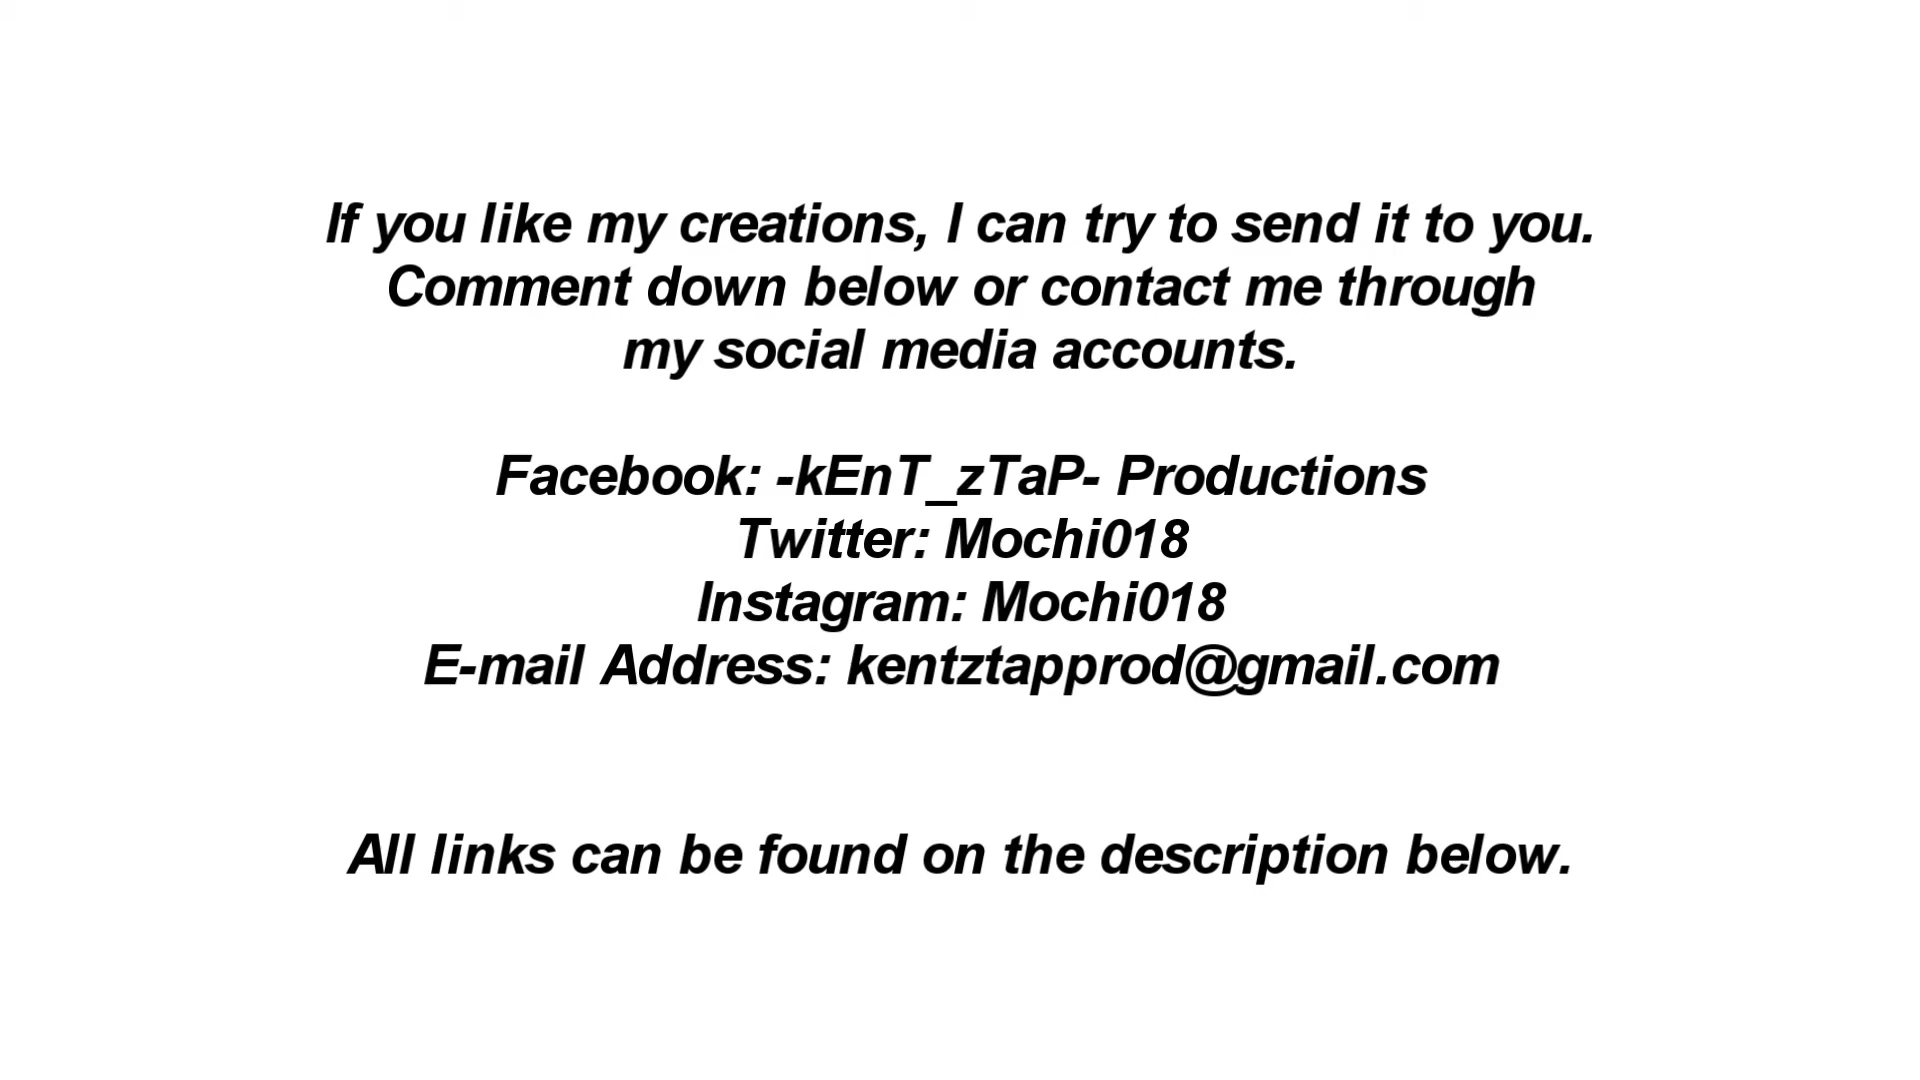 If you like my creations, I can try to send it to you.
Comment down below or contact me through
my social media accounts.
Facebook: -kEnT_zTaP- Productions
Twitter: Mochi018
Instagram: Mochi018
E-mail Address: kentztapprod@gmail.com
All links can be found on the description below.